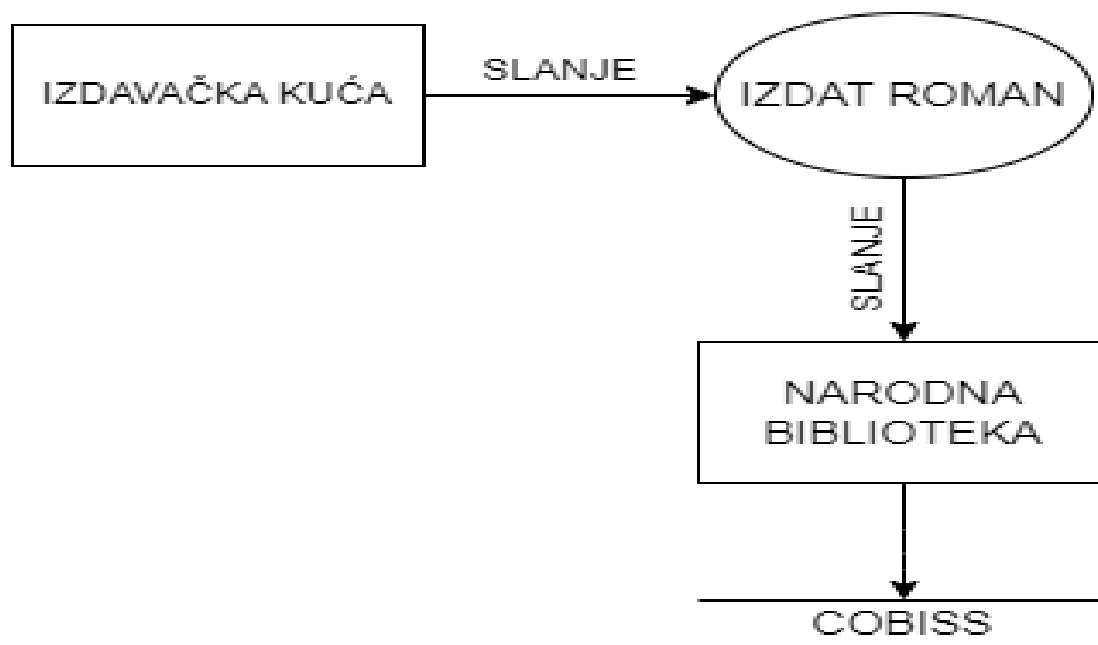 IZDAVAČKA KUĆA
SLANJE
IZDAT ROMAN
SLANJE
NARODNA
BIBLIOTEKA
COBISS